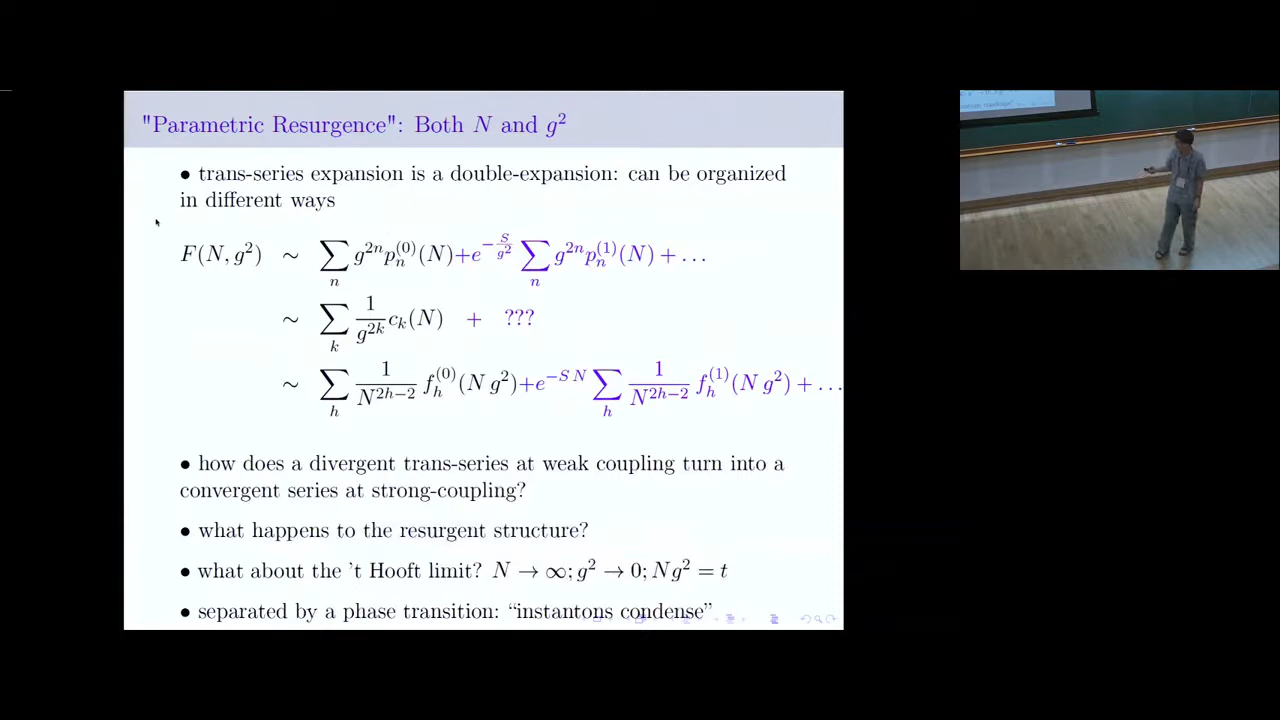 "Parametric Resurgence": Both N and g²
• trans-series expansion is a double-expansion: can be organized
in different ways
F(N, g²) ∼ ∑_n g^{2n} p_n^{(0)}(N) + e^{-S/g²} ∑_n g^{2n} p_n^{(1)}(N) + ...
∼ ∑_k 1/g^{2k} c_k(N) + ???
∼ ∑_h 1/N^{2h-2} f_h^{(0)}(N g²) + e^{-S N} ∑_h 1/N^{2h-2} f_h^{(1)}(N g²) + ...
• how does a divergent trans-series at weak coupling turn into a
convergent series at strong-coupling?
• what happens to the resurgent structure?
• what about the 't Hooft limit? N → ∞; g² → 0; N g² = t
• separated by a phase transition: “instantons condense”